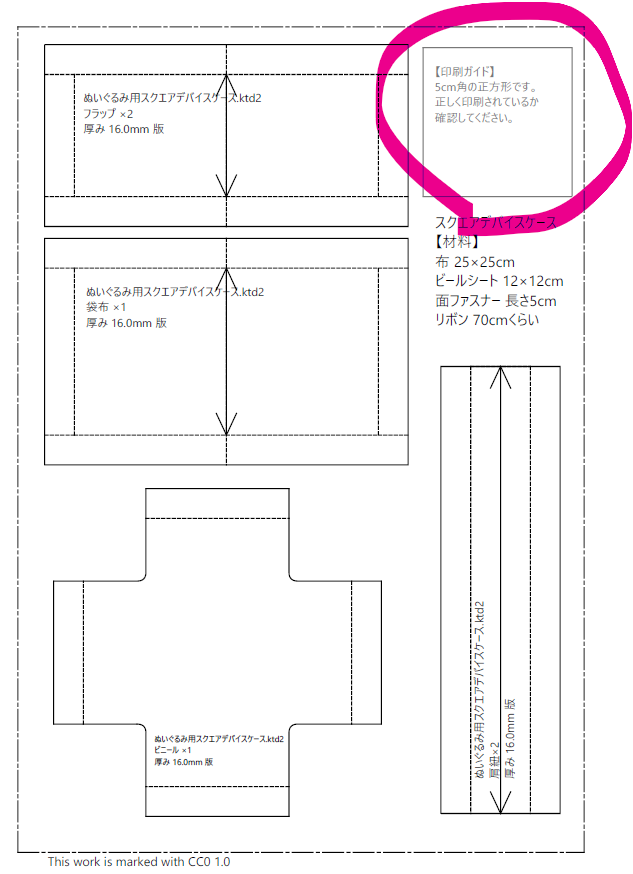 ぬいぐるみ用スクエアデバイスケース.ktd2
フラップ ×2
厚み 16.0mm 版
【印刷ガイド】
5cm角の正方形です。
正しく印刷されているか
確認してください。
スクエアデバイスケース
【材料】
布 25×25cm
ビールシート 12×12cm
面ファスナー 長さ5cm
リボン 70cmくらい
ぬいぐるみ用スクエアデバイスケース.ktd2
袋布 ×1
厚み 16.0mm 版
ぬいぐるみ用スクエアデバイスケース.ktd2
ビニール ×1
厚み 16.0mm 版
ぬいぐるみ用スクエアデバイスケース.ktd2
肩紐×2
厚み 16.0mm 版
This work is marked with CC0 1.0